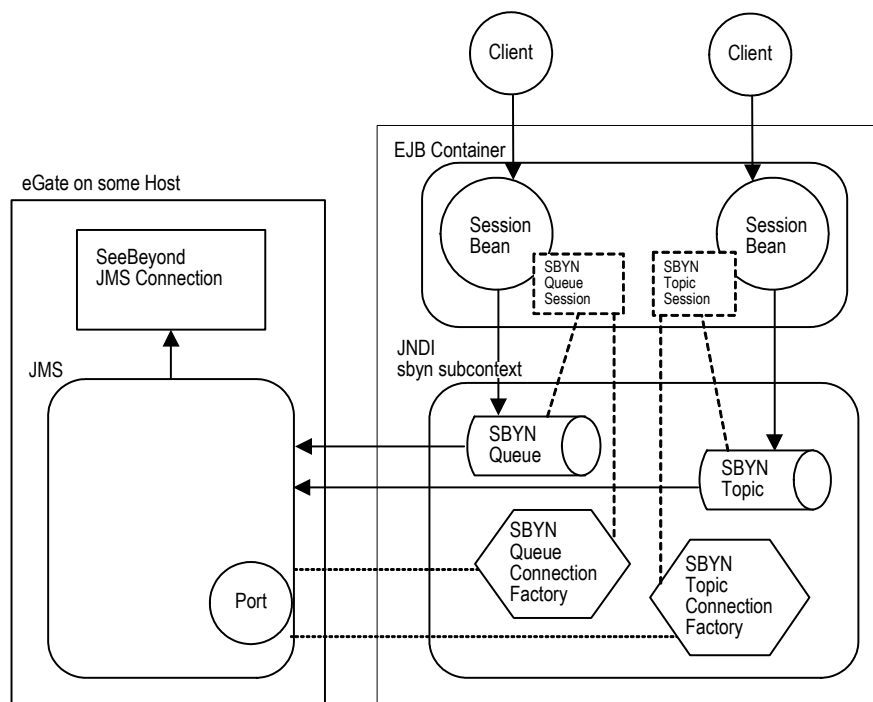 Client
Client
EJB Container
eGate on some Host
Session
Bean
Session
Bean
SeeBeyond
JMS Connection
SBYN
Queue
Session
SBYN
Topic
Session
JNDI
sbyn subcontext
JMS
SBYN
Queue
SBYN
Topic
SBYN
Queue
Connection
Factory
SBYN
Topic
Connection
Factory
Port